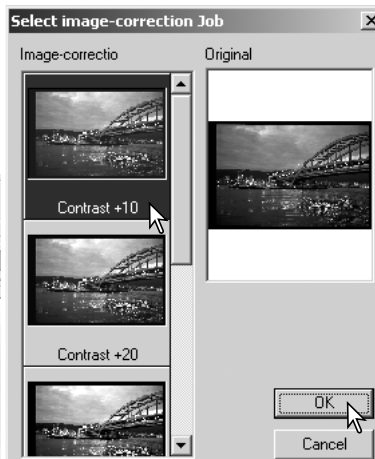 Select image-correction Job
Image-correctio
Original
Contrast +10
Contrast +20
OK
Cancel